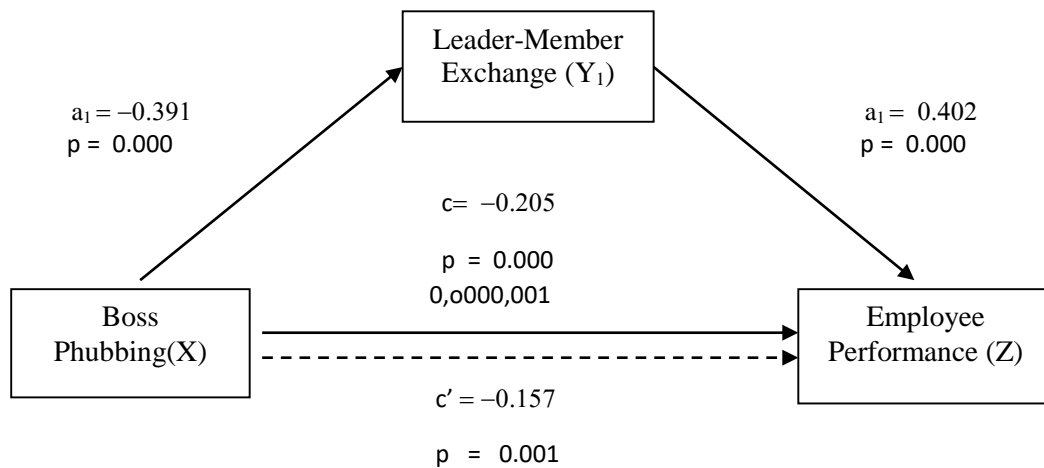 Leader-Member
Exchange (Y₁)
a₁ = −0.391
p = 0.000
a₁ = 0.402
p = 0.000
c= −0.205
p = 0.000
0,o000,001
Boss
Phubbing(X)
Employee
Performance (Z)
c’ = −0.157
p = 0.001